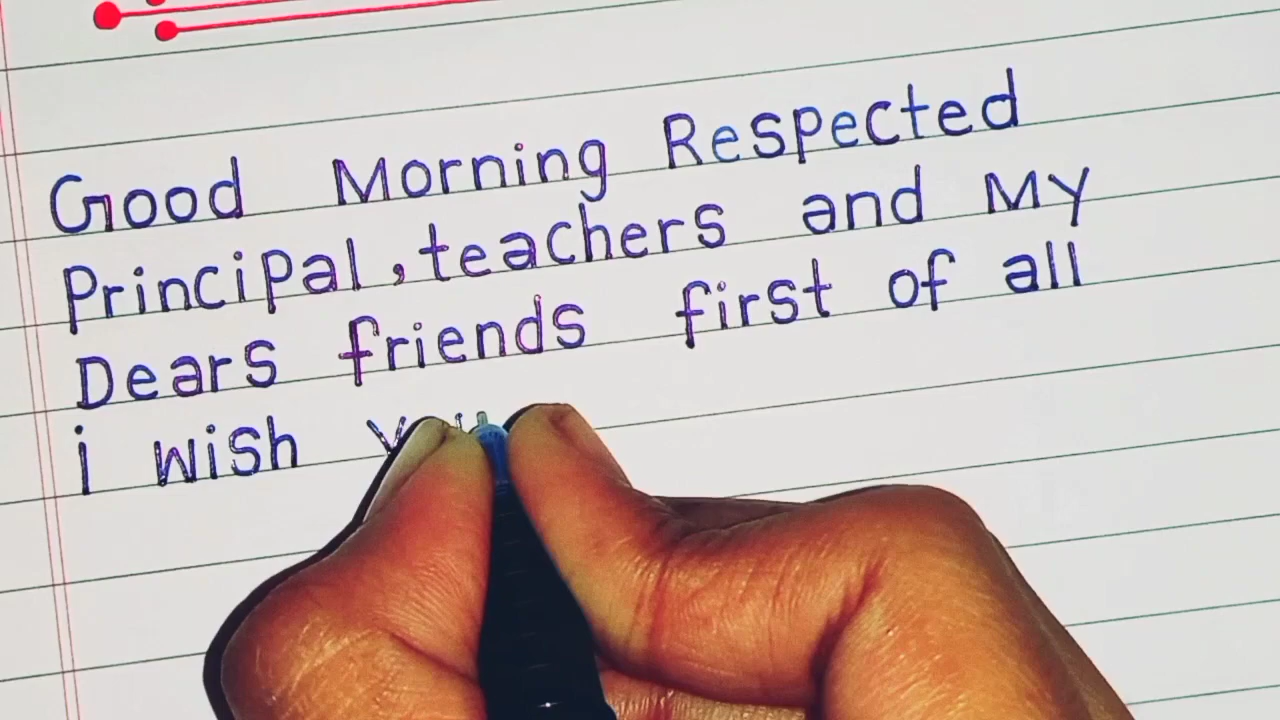 Good Morning Respected
Principal, teachers and My
Dears friends first of all
i wish